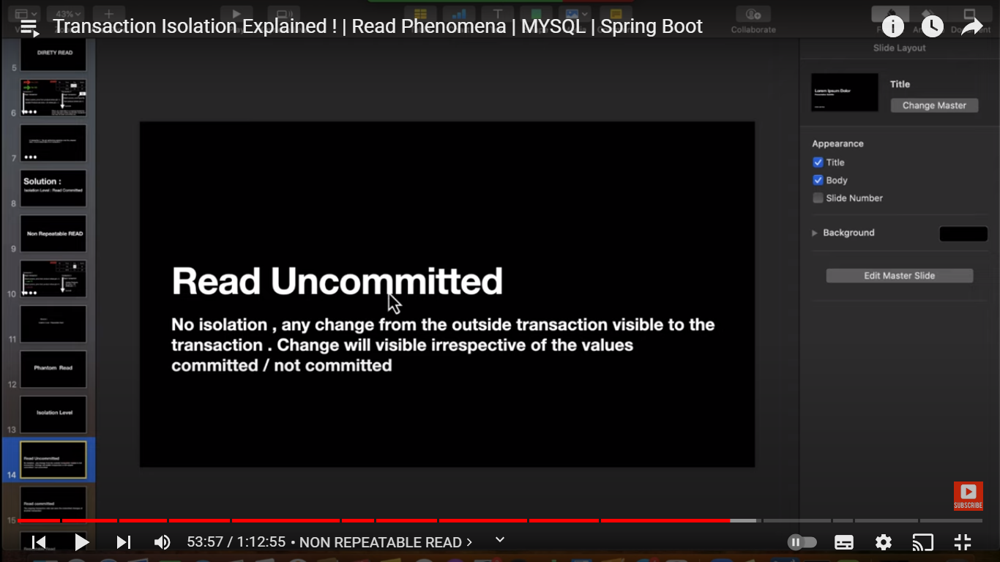 Transaction Isolation Explained ! | Read Phenomena | MYSQL | Spring Boot
43%
Collaborate
Slide Layout
DIRETY READ
5
6
7
Solution :
Isolation Level : Read Committed
8
Non Repeatable READ
9
10
11
Phantom Read
12
Isolation Level
13
Read Uncommitted
14
Read committed
15
Read Uncommitted
No isolation , any change from the outside transaction visible to the
transaction . Change will visible irrespective of the values
committed / not committed
Lorem Ipsum Dolor
Title
Change Master
Appearance
Title
Body
Slide Number
Background
Edit Master Slide
SUBSCRIBE
53:57 / 1:12:55 • NON REPEATABLE READ